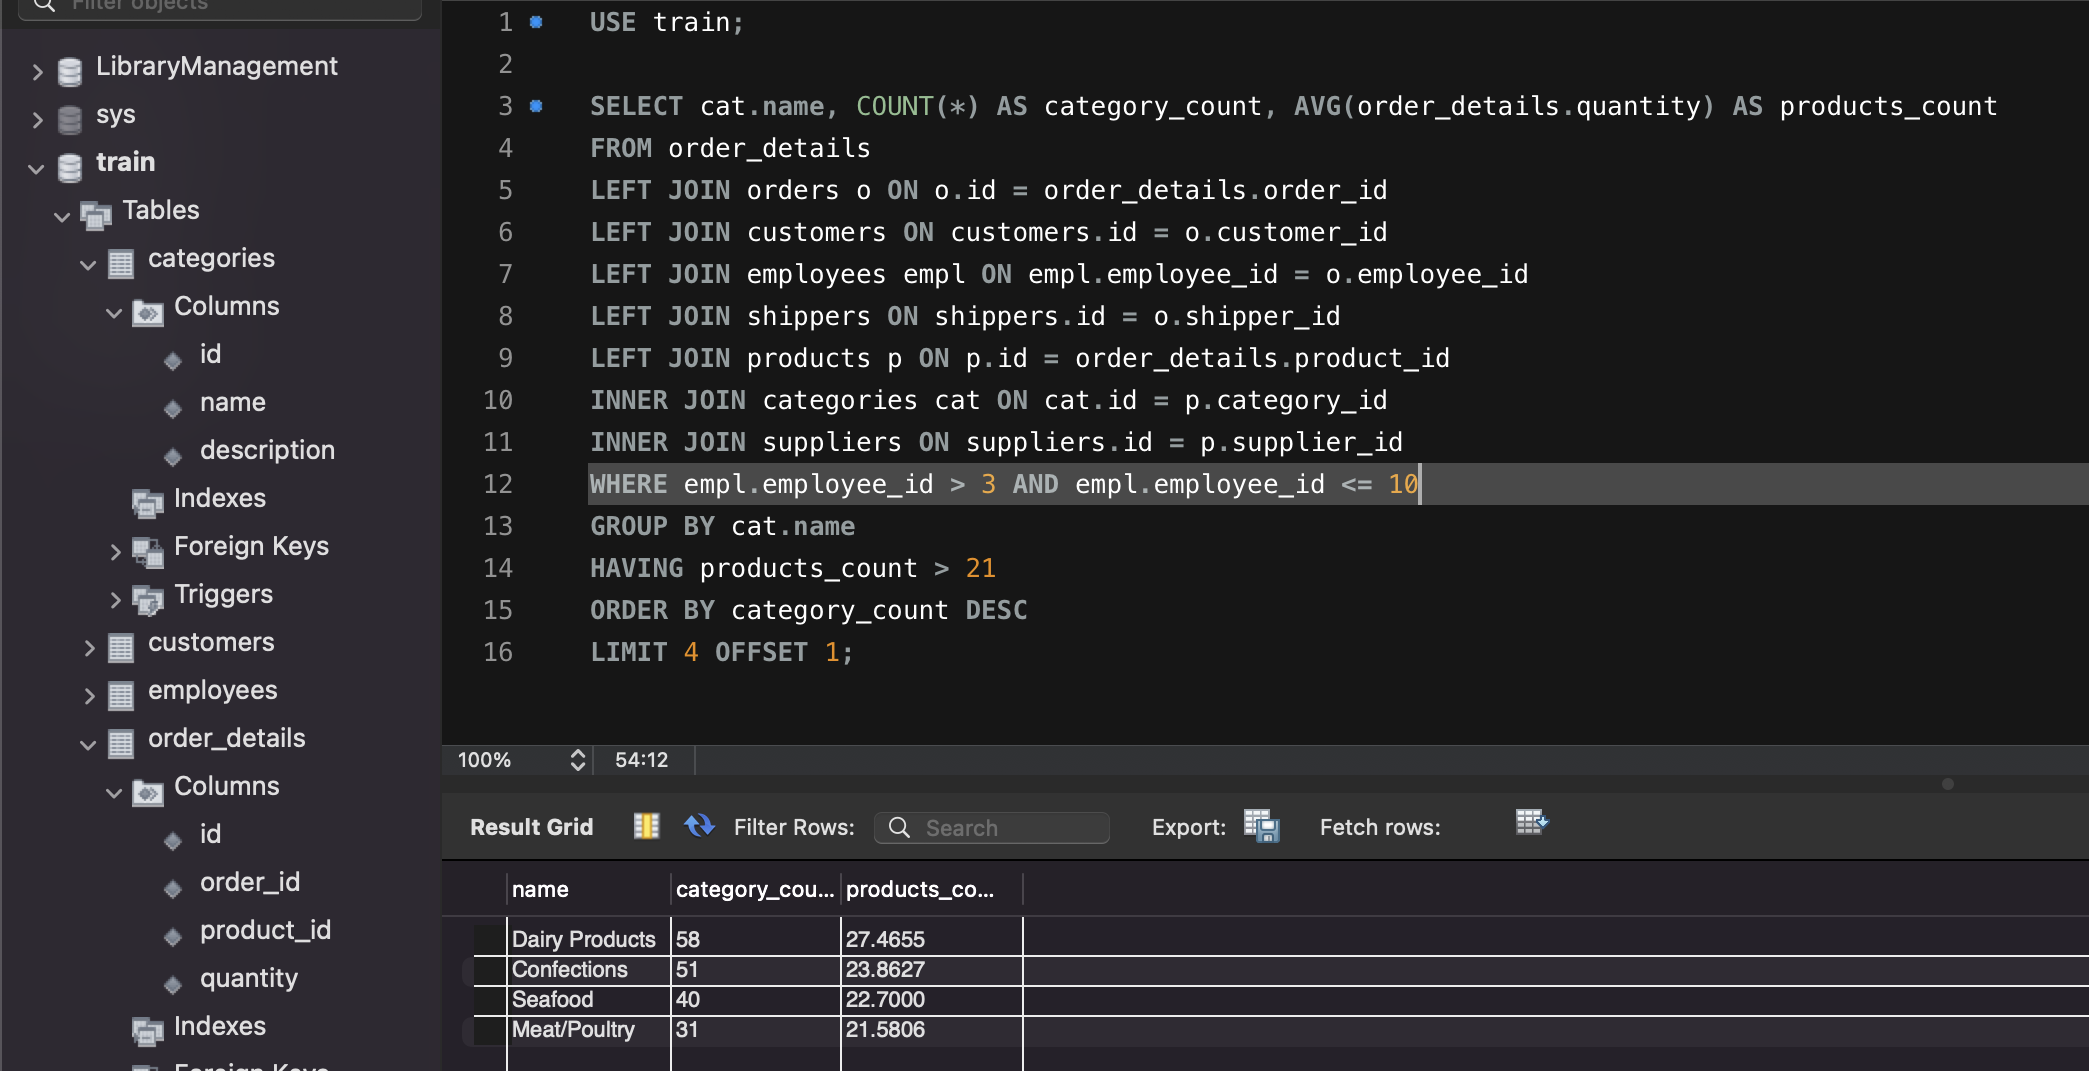 Filter objects
LibraryManagement
sys
train
Tables
categories
Columns
id
name
description
Indexes
Foreign Keys
Triggers
customers
employees
order_details
Columns
id
order_id
product_id
quantity
Indexes
Foreign Keys
1 USE train;
2
3 SELECT cat.name, COUNT(*) AS category_count, AVG(order_details.quantity) AS products_count
4 FROM order_details
5 LEFT JOIN orders o ON o.id = order_details.order_id
6 LEFT JOIN customers ON customers.id = o.customer_id
7 LEFT JOIN employees empl ON empl.employee_id = o.employee_id
8 LEFT JOIN shippers ON shippers.id = o.shipper_id
9 LEFT JOIN products p ON p.id = order_details.product_id
10 INNER JOIN categories cat ON cat.id = p.category_id
11 INNER JOIN suppliers ON suppliers.id = p.supplier_id
12 WHERE empl.employee_id > 3 AND empl.employee_id <= 10
13 GROUP BY cat.name
14 HAVING products_count > 21
15 ORDER BY category_count DESC
16 LIMIT 4 OFFSET 1;
100% 54:12
Result Grid Filter Rows: Search Export: Fetch rows:
name category_cou... products_co...
Dairy Products 58 27.4655
Confections 51 23.8627
Seafood 40 22.7000
Meat/Poultry 31 21.5806